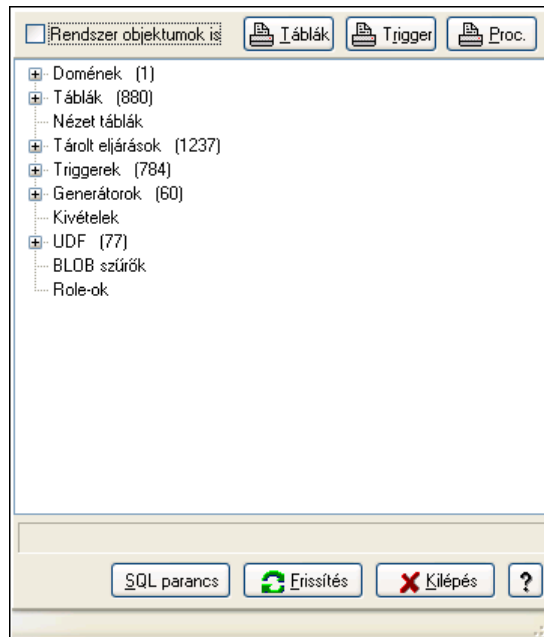 Rendszer objektumok is Táblák Trigger Proc.
Domének (1)
Táblák (880)
Nézet táblák
Tárolt eljárások (1237)
Triggerek (784)
Generátorok (60)
Kivételek
UDF (77)
BLOB szűrők
Role-ok
SQL parancs Frissítés Kilépés ?